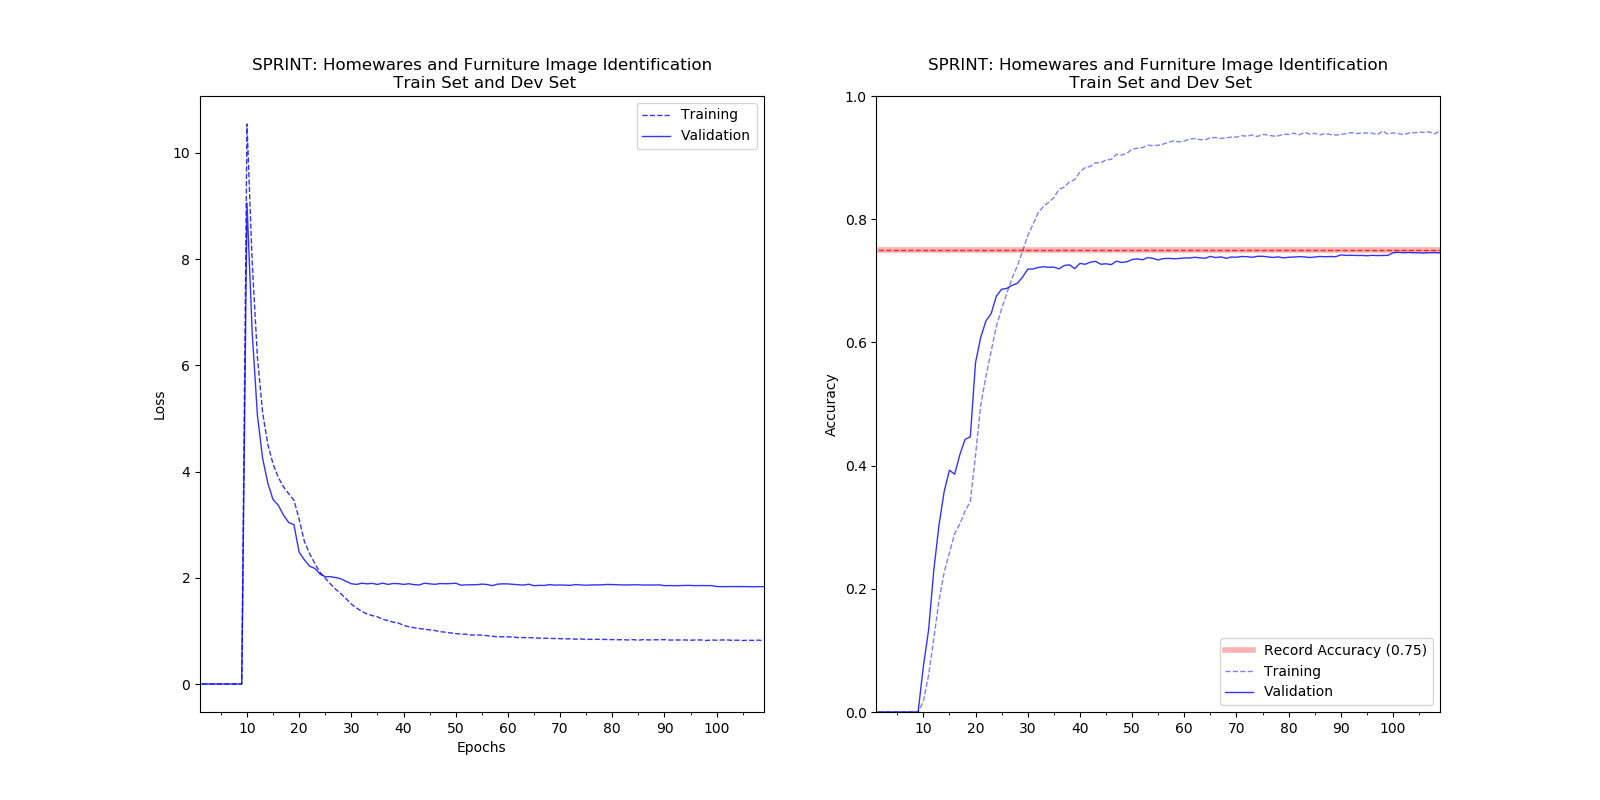 SPRINT: Homewares and Furniture Image Identification
Train Set and Dev Set
Training
Validation
10
8
6
4
2
0
Loss
10 20 30 40 50 60 70 80 90 100
Epochs
SPRINT: Homewares and Furniture Image Identification
Train Set and Dev Set
1.0
0.8
0.6
0.4
0.2
0.0
Accuracy
Record Accuracy (0.75)
Training
Validation
10 20 30 40 50 60 70 80 90 100